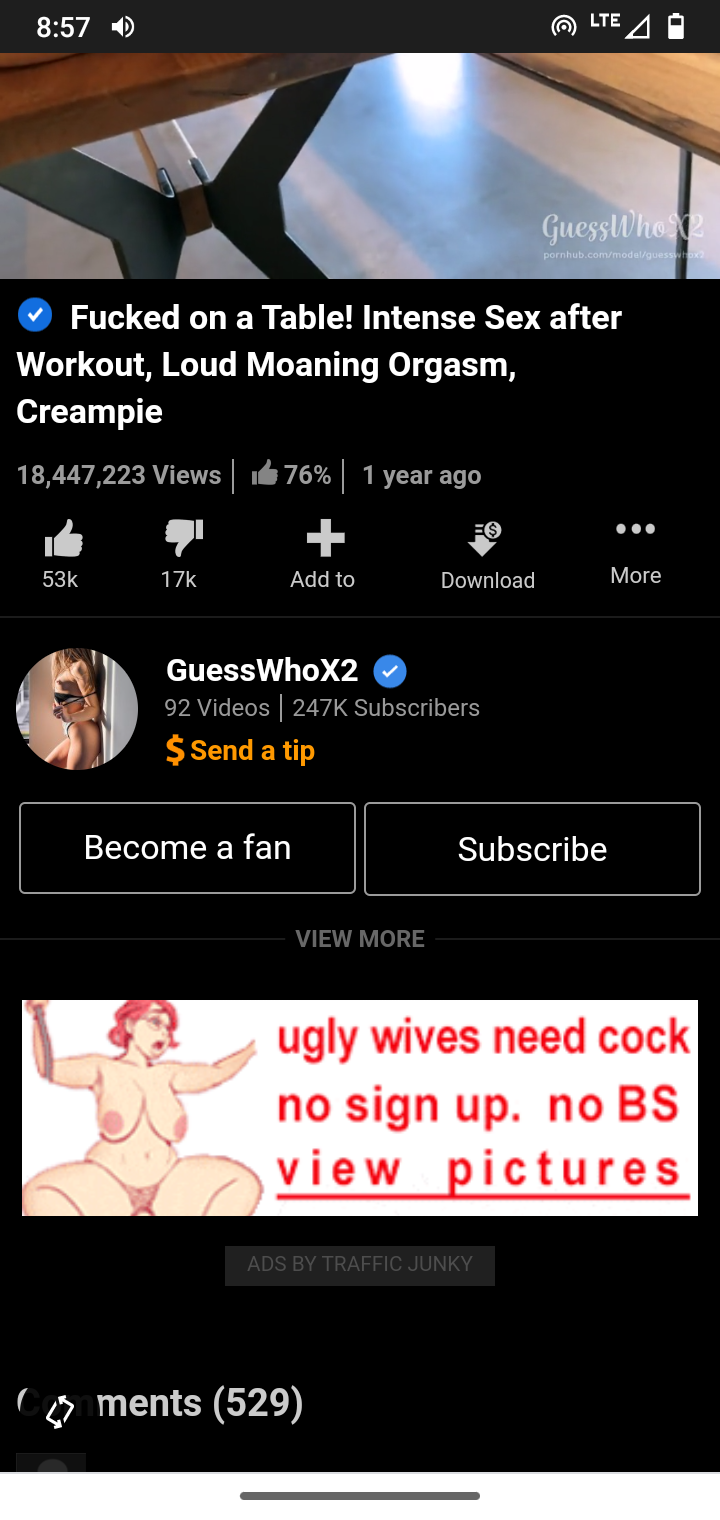 8:57
LTE
GuessWhoX2
pornhub.com/model/guesswhox2
Fucked on a Table! Intense Sex after
Workout, Loud Moaning Orgasm,
Creampie
18,447,223 Views 76% 1 year ago
53k 17k Add to Download More
GuessWhoX2
92 Videos 247K Subscribers
$ Send a tip
Become a fan Subscribe
VIEW MORE
ugly wives need cock
no sign up. no BS
view pictures
ADS BY TRAFFIC JUNKY
Comments (529)